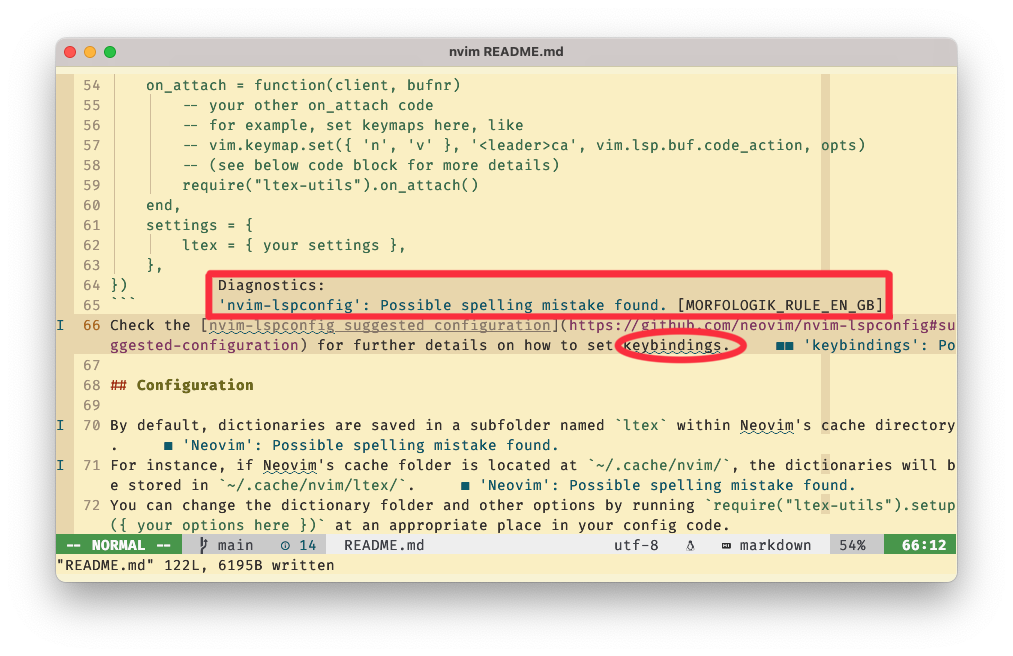 nvim README.md
54 on_attach = function(client, bufnr)
55 -- your other on_attach code
56 -- for example, set keymaps here, like
57 -- vim.keymap.set({ 'n', 'v' }, '<leader>ca', vim.lsp.buf.code_action, opts)
58 -- (see below code block for more details)
59 require("ltex-utils").on_attach()
60 end,
61 settings = {
62 ltex = { your settings },
63 },
64 })
Diagnostics:
65 ```
'nvim-lspconfig': Possible spelling mistake found. [MORFOLOGIK_RULE_EN_GB]
I 66 Check the [nvim-lspconfig suggested configuration](https://github.com/neovim/nvim-lspconfig#su
ggested-configuration) for further details on how to set keybindings. ■■ 'keybindings': Po
67
68 ## Configuration
69
I 70 By default, dictionaries are saved in a subfolder named `ltex` within Neovim's cache directory
. ■ 'Neovim': Possible spelling mistake found.
I 71 For instance, if Neovim's cache folder is located at `~/.cache/nvim/`, the dictionaries will b
e stored in `~/.cache/nvim/ltex/`. ■ 'Neovim': Possible spelling mistake found.
72 You can change the dictionary folder and other options by running `require("ltex-utils").setup
({ your options here })` at an appropriate place in your config code.
-- NORMAL -- main 14 README.md utf-8 markdown 54% 66:12
"README.md" 122L, 6195B written